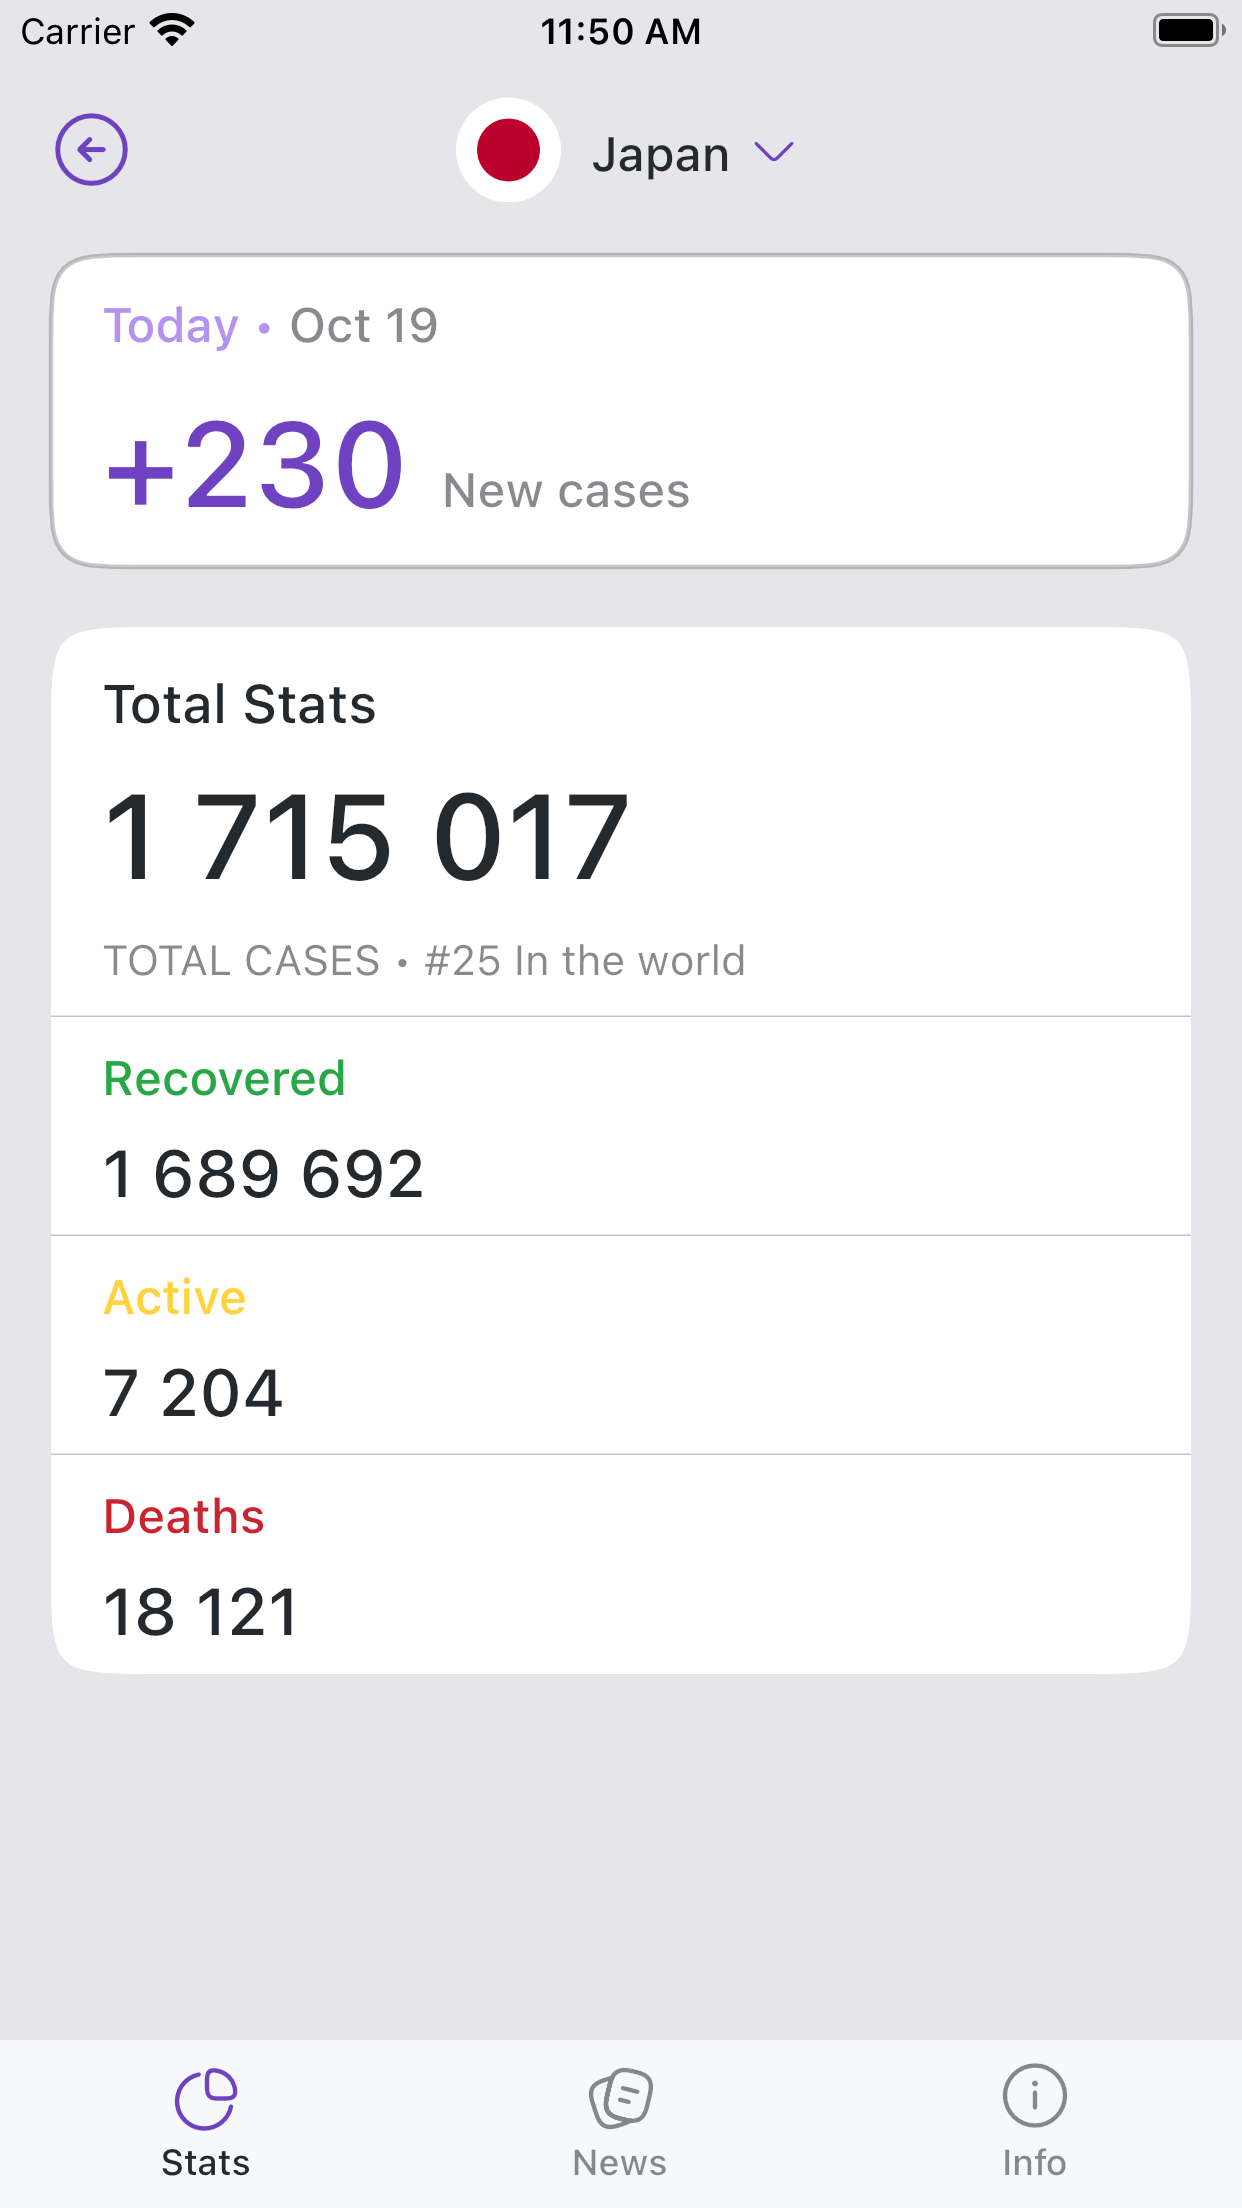 Carrier 11:50 AM
Japan
Today • Oct 19
+230 New cases
Total Stats
1 715 017
TOTAL CASES • #25 In the world
Recovered
1 689 692
Active
7 204
Deaths
18 121
Stats News Info